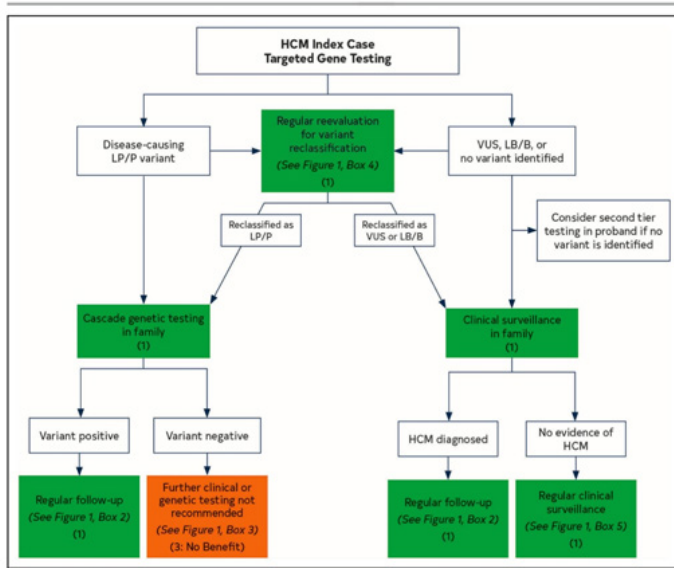 HCM Index Case
Targeted Gene Testing
Disease-causing
LP/P variant
Regular reevaluation
for variant
reclassification
(See Figure 1, Box 4)
(1)
VUS, LB/B, or
no variant identified
Reclassified as
LP/P
Reclassified as
VUS or LB/B
Consider second tier
testing in proband if no
variant is identified
Cascade genetic testing
in family
(1)
Clinical surveillance
in family
(1)
Variant positive
Variant negative
HCM diagnosed
No evidence of
HCM
Regular follow-up
(See Figure 1, Box 2)
(1)
Further clinical or
genetic testing not
recommended
(See Figure 1, Box 3)
(3: No Benefit)
Regular follow-up
(See Figure 1, Box 2)
(1)
Regular clinical
surveillance
(See Figure 1, Box 5)
(1)